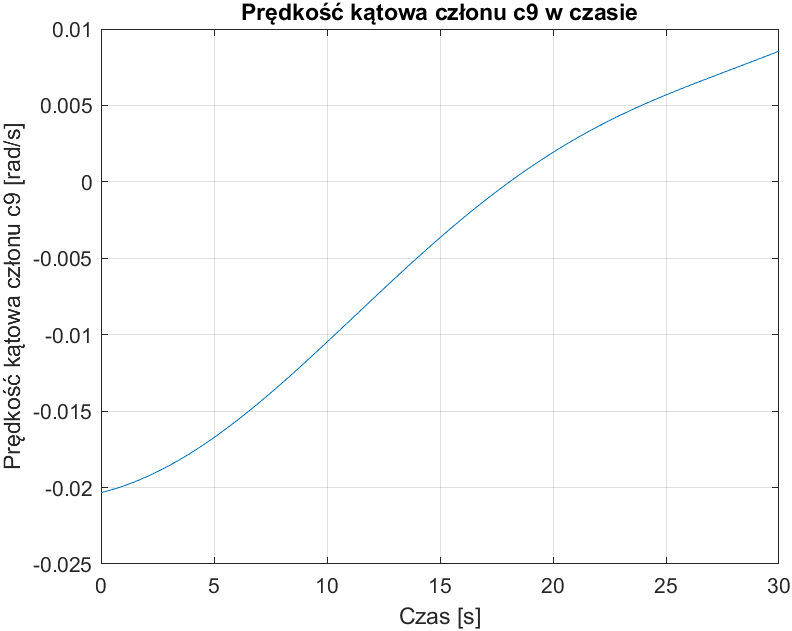 Prędkość kątowa członu c9 w czasie
Prędkość kątowa członu c9 [rad/s]
0.01
0.005
0
-0.005
-0.01
-0.015
-0.02
-0.025
0 5 10 15 20 25 30
Czas [s]